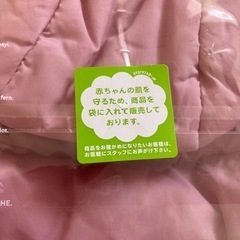 赤ちゃんの肌を
守るため、商品を
袋に入れて販売して
おります。
商品をお確かめになりたいお客様は、
お気軽にスタッフにお声がけ下さい。